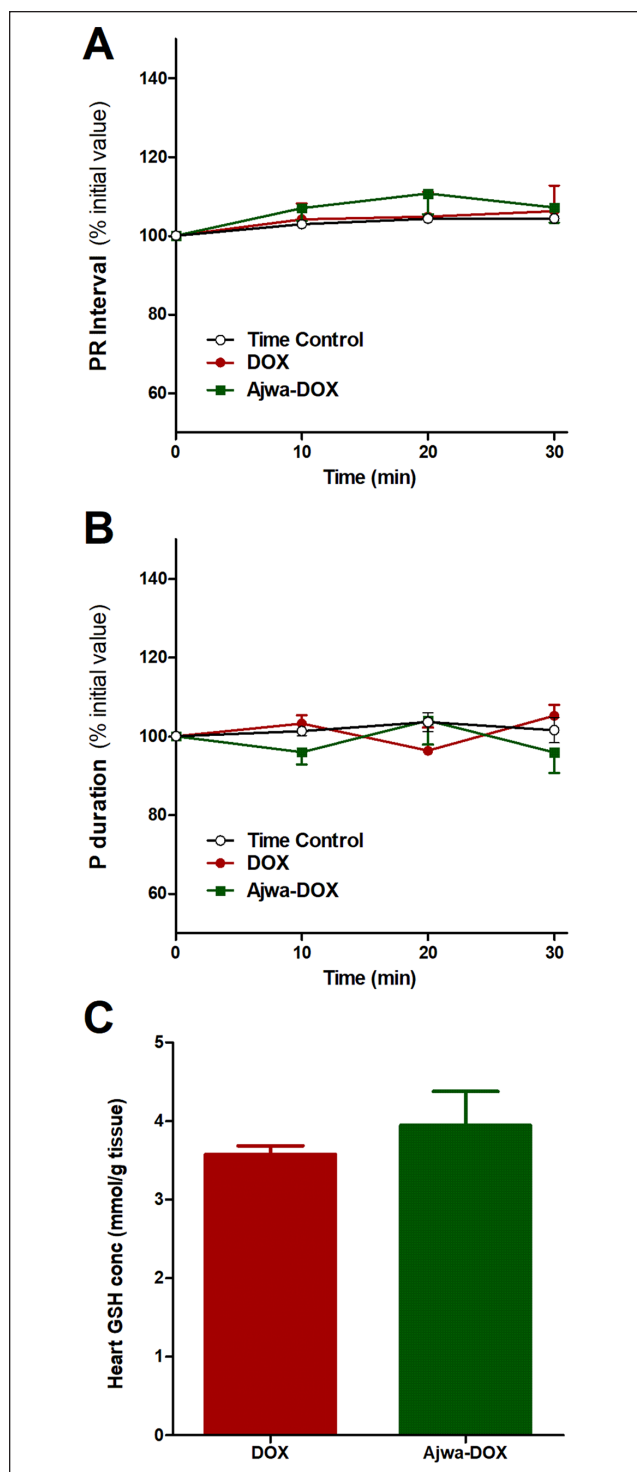 A
PR Interval (% initial value)
140
120
100
80
60
Time Control
DOX
Ajwa-DOX
0 10 20 30
Time (min)
B
P duration (% initial value)
140
120
100
80
60
Time Control
DOX
Ajwa-DOX
0 10 20 30
Time (min)
C
Heart GSH conc (mmol/g tissue)
5
4
3
2
1
0
DOX Ajwa-DOX